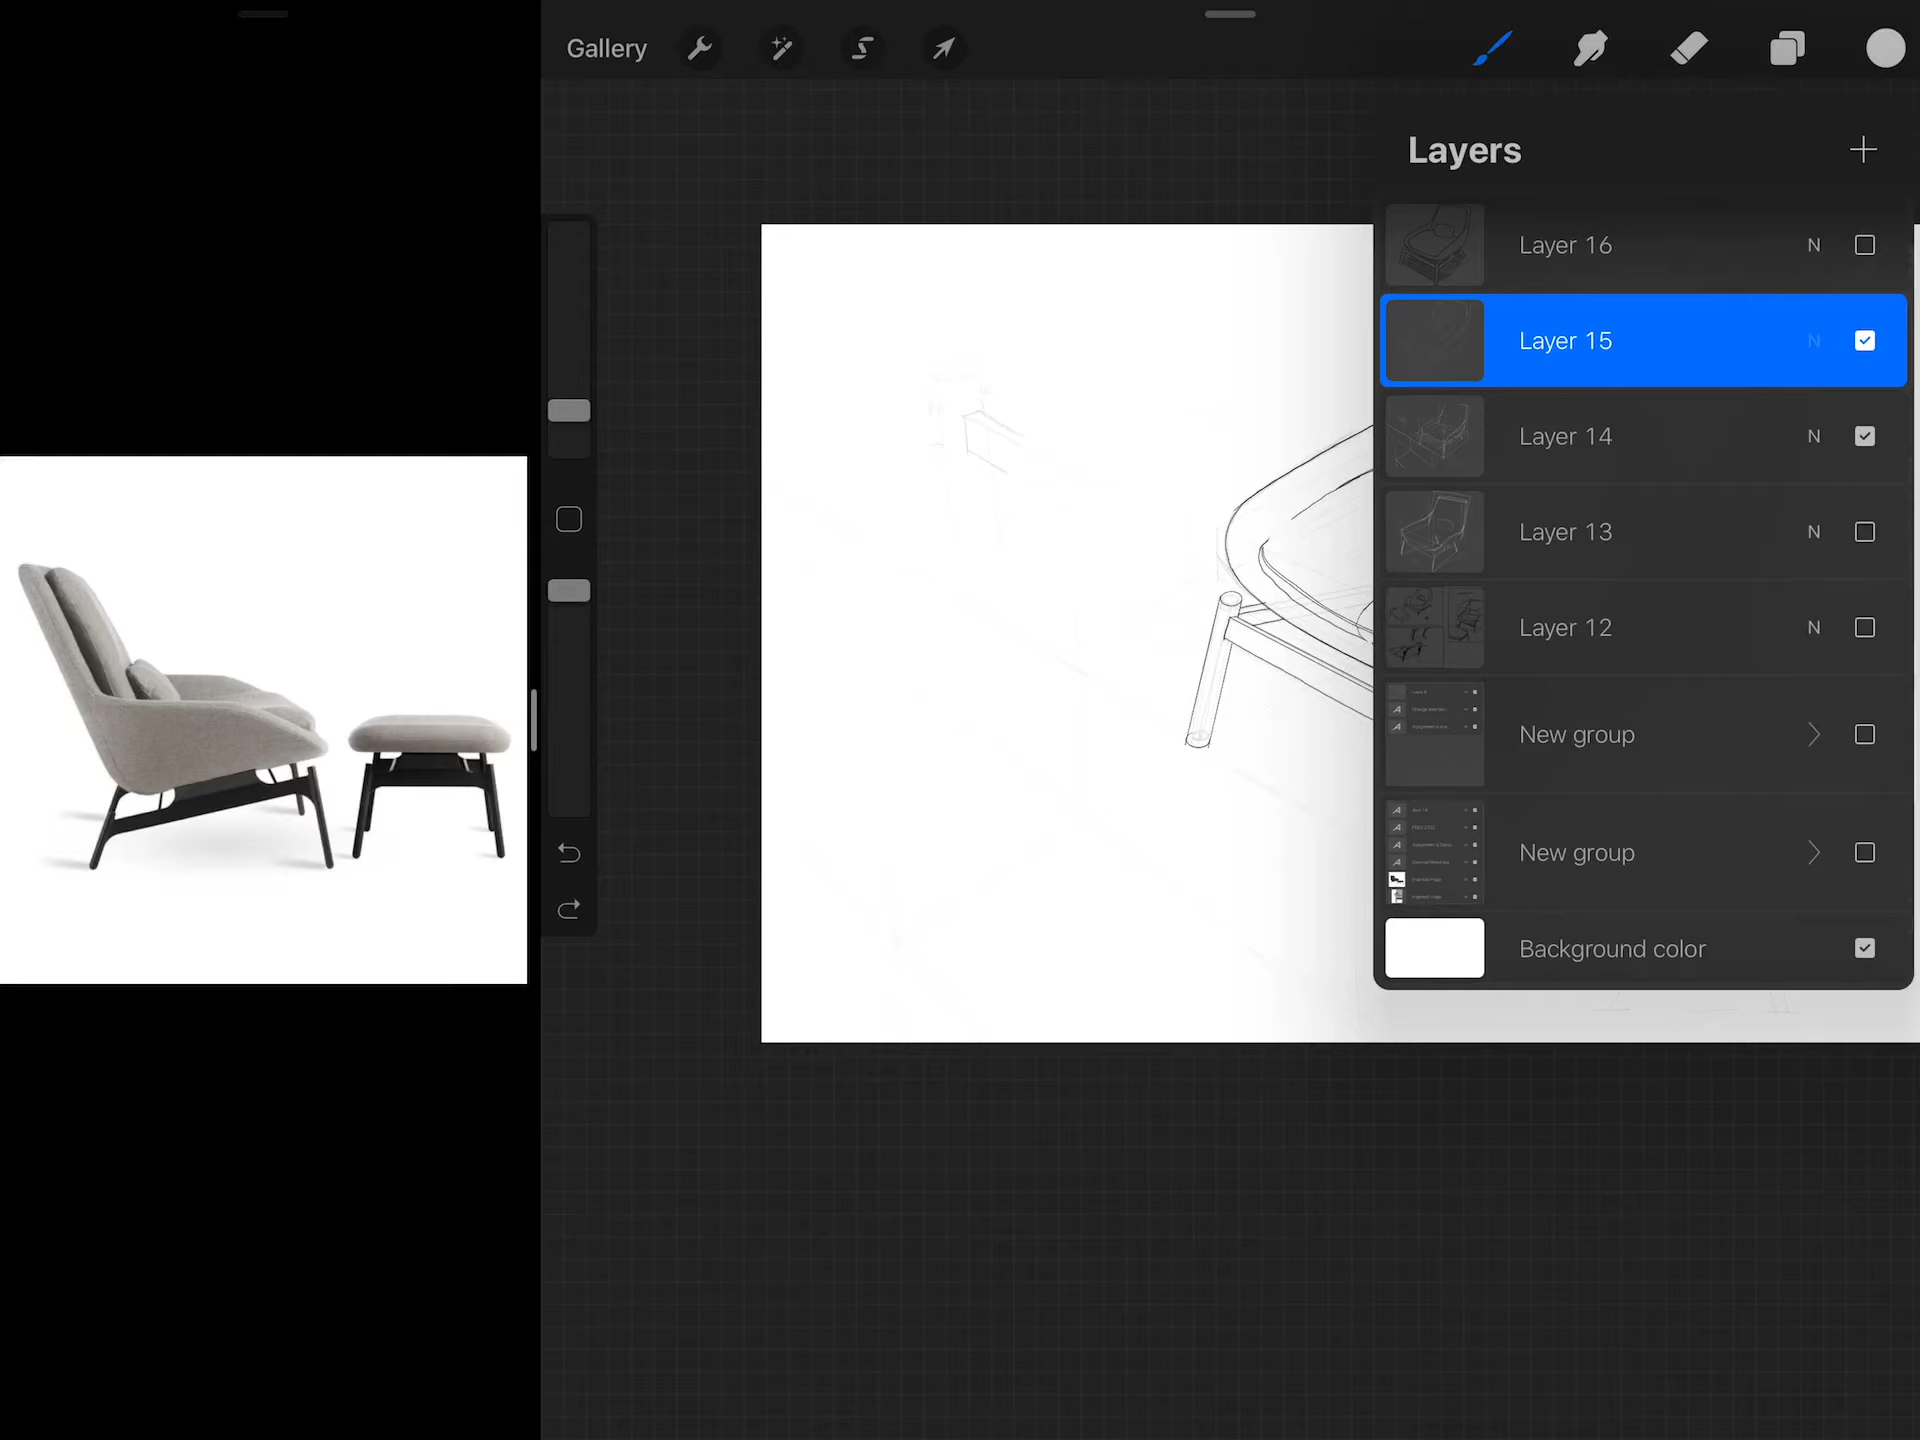 Gallery
Layers
Layer 16 N
Layer 15 N
Layer 14 N
Layer 13 N
Layer 12 N
New group
New group
Background color